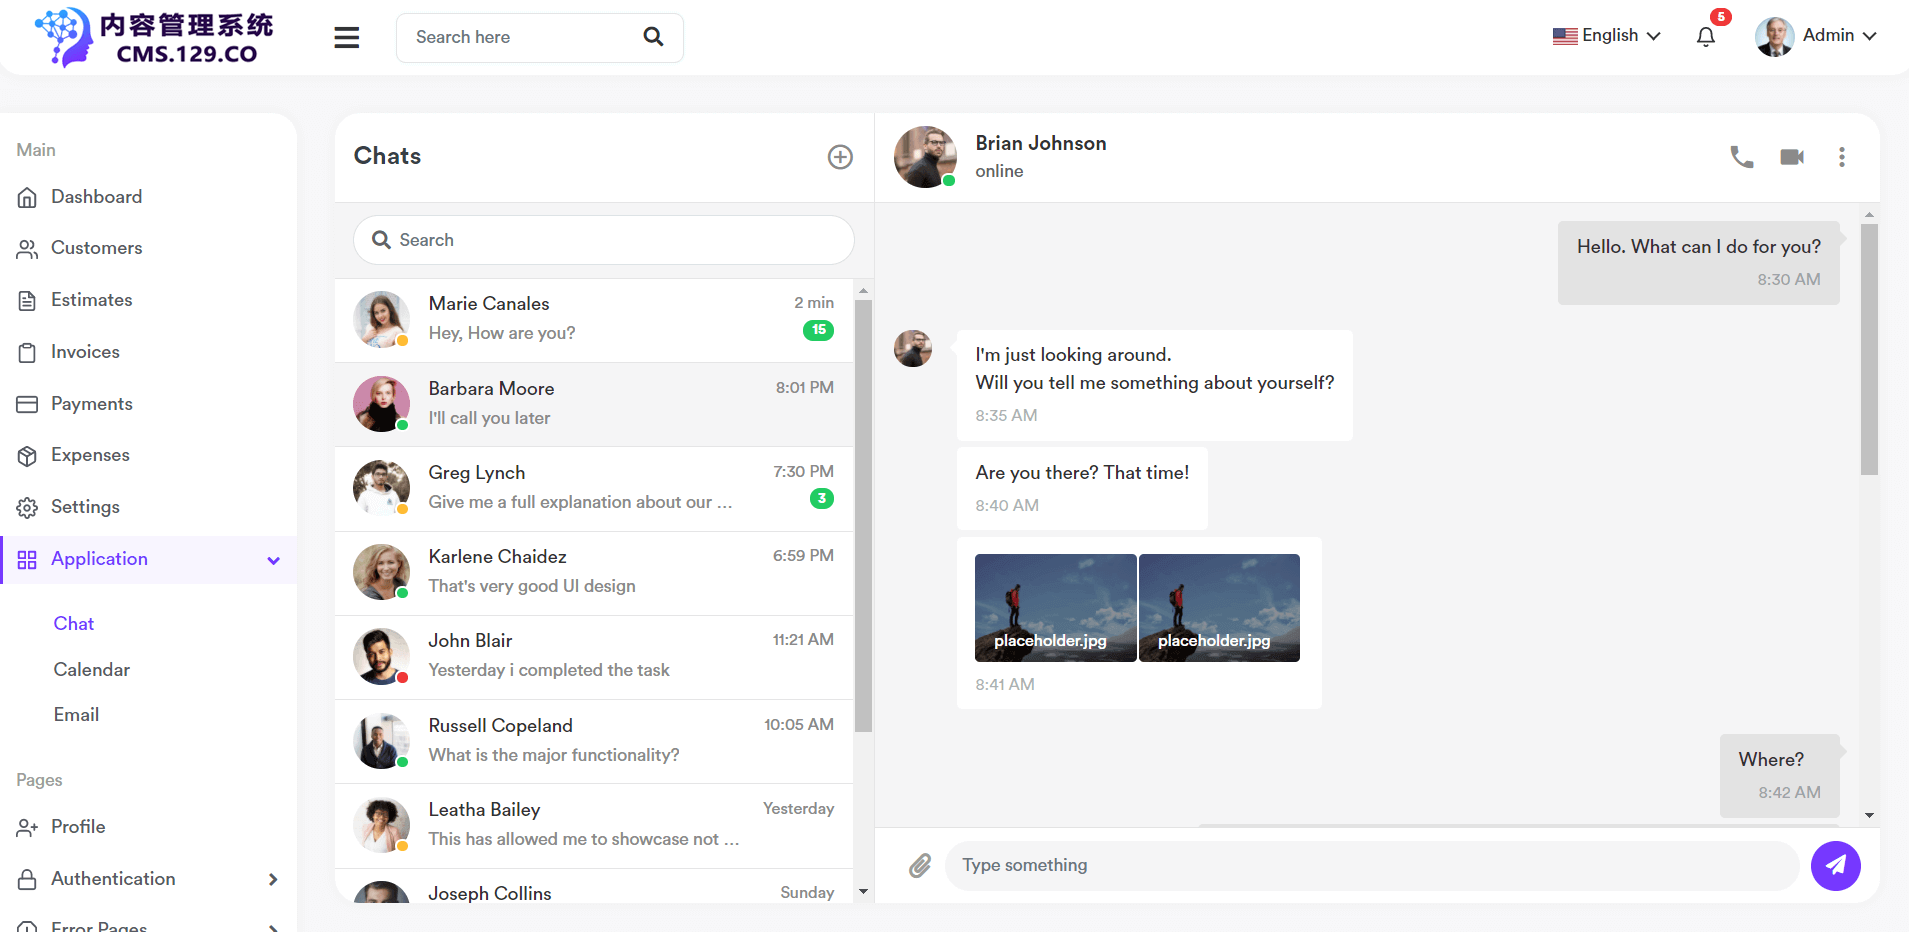 内容管理系统
CMS.129.CO
Search here
English
5
Admin
Main
Dashboard
Customers
Estimates
Invoices
Payments
Expenses
Settings
Application
Chat
Calendar
Email
Pages
Profile
Authentication
Error Pages
Chats
Search
Marie Canales 2 min
Hey, How are you? 15
Barbara Moore 8:01 PM
I'll call you later
Greg Lynch 7:30 PM
Give me a full explanation about our ... 3
Karlene Chaidez 6:59 PM
That's very good UI design
John Blair 11:21 AM
Yesterday i completed the task
Russell Copeland 10:05 AM
What is the major functionality?
Leatha Bailey Yesterday
This has allowed me to showcase not ...
Joseph Collins Sunday
Brian Johnson
online
Hello. What can I do for you?
8:30 AM
I'm just looking around.
Will you tell me something about yourself?
8:35 AM
Are you there? That time!
8:40 AM
placeholder.jpg placeholder.jpg
8:41 AM
Where?
8:42 AM
Type something